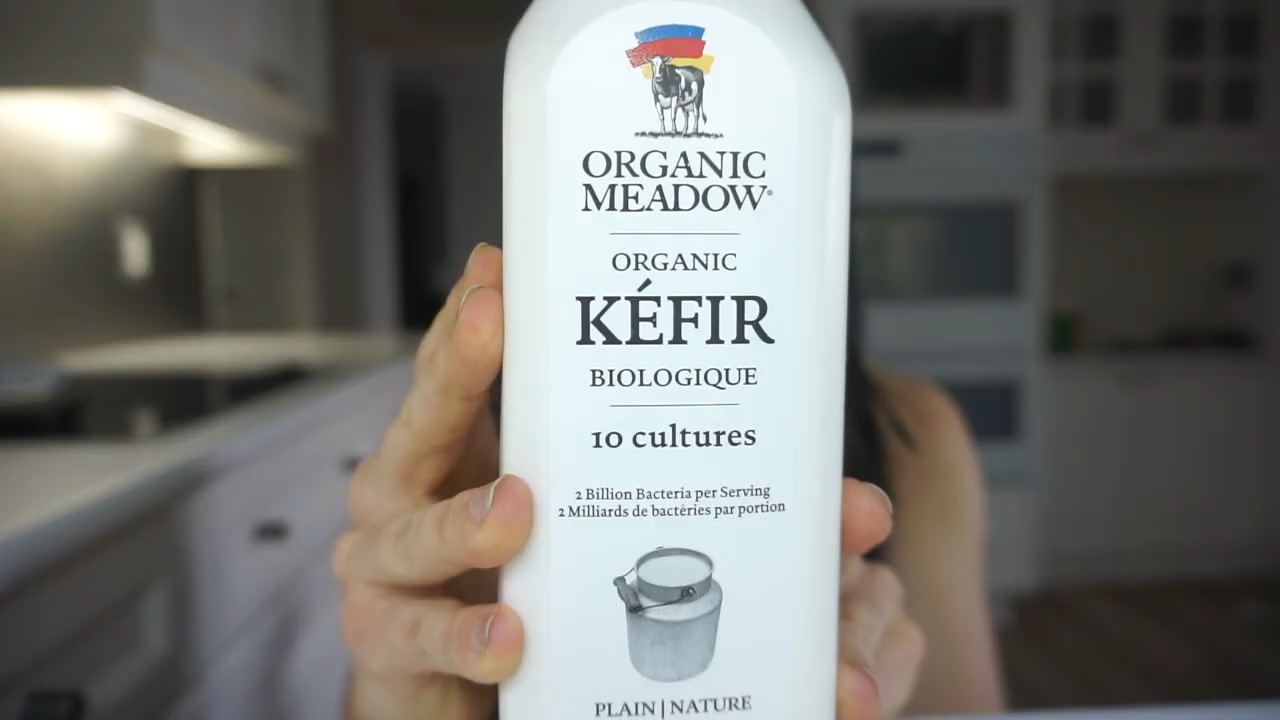 ORGANIC
MEADOW®
ORGANIC
KÉFIR
BIOLOGIQUE
10 cultures
2 Billion Bacteria per Serving
2 Milliards de bactéries par portion
PLAIN | NATURE